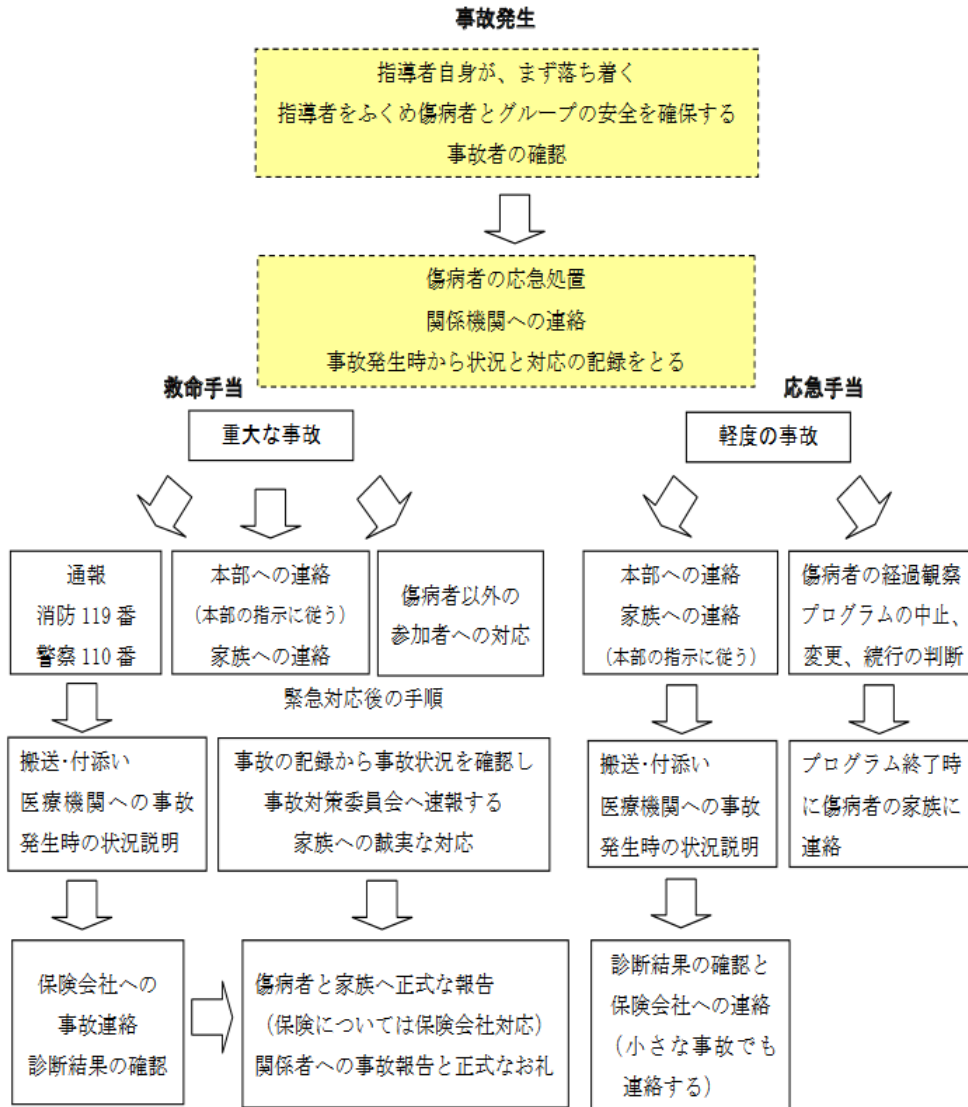 事故発生
指導者自身が、まず落ち着く
指導者をふくめ傷病者とグループの安全を確保する
事故者の確認
傷病者の応急処置
関係機関への連絡
事故発生時から状況と対応の記録をとる
救命手当
重大な事故
応急手当
軽度の事故
通報
消防 119 番
警察 110 番
本部への連絡
(本部の指示に従う)
家族への連絡
傷病者以外の
参加者への対応
本部への連絡
家族への連絡
(本部の指示に従う)
傷病者の経過観察
プログラムの中止、
変更、続行の判断
緊急対応後の手順
搬送・付添い
医療機関への事故
発生時の状況説明
事故の記録から事故状況を確認し
事故対策委員会へ速報する
家族への誠実な対応
搬送・付添い
医療機関への事故
発生時の状況説明
プログラム終了時
に傷病者の家族に
連絡
保険会社への
事故連絡
診断結果の確認
傷病者と家族へ正式な報告
(保険については保険会社対応)
関係者への事故報告と正式なお礼
診断結果の確認と
保険会社への連絡
(小さな事故でも
連絡する)